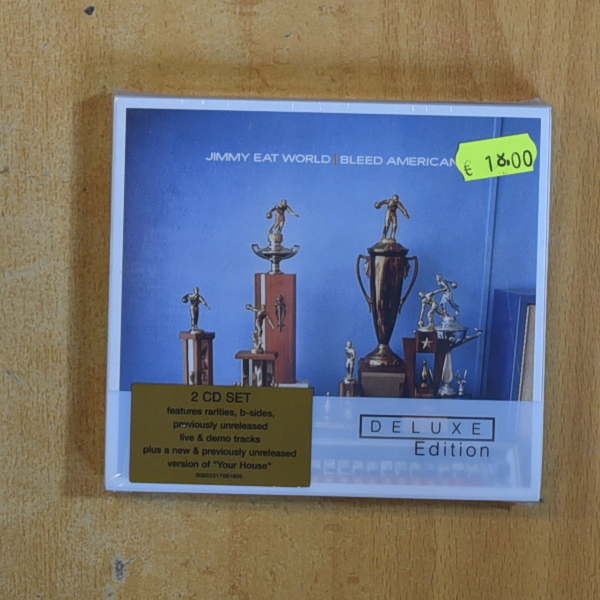 JIMMY EAT WORLD | BLEED AMERICAN
€ 18,00
2 CD SET
features rarities, b-sides,
previously unreleased
live & demo tracks
plus a new & previously unreleased
version of "Your House"
DELUXE
Edition